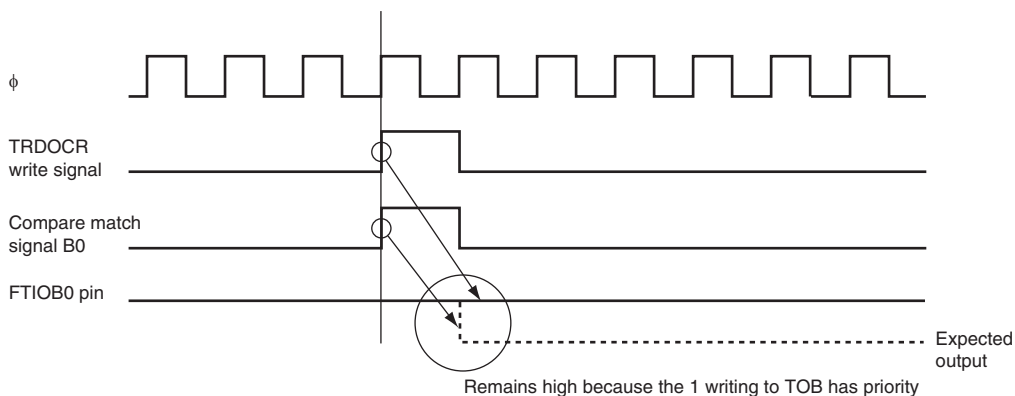 ϕ
TRDOCR
write signal
Compare match
signal B0
FTIOB0 pin
Expected
output
Remains high because the 1 writing to TOB has priority